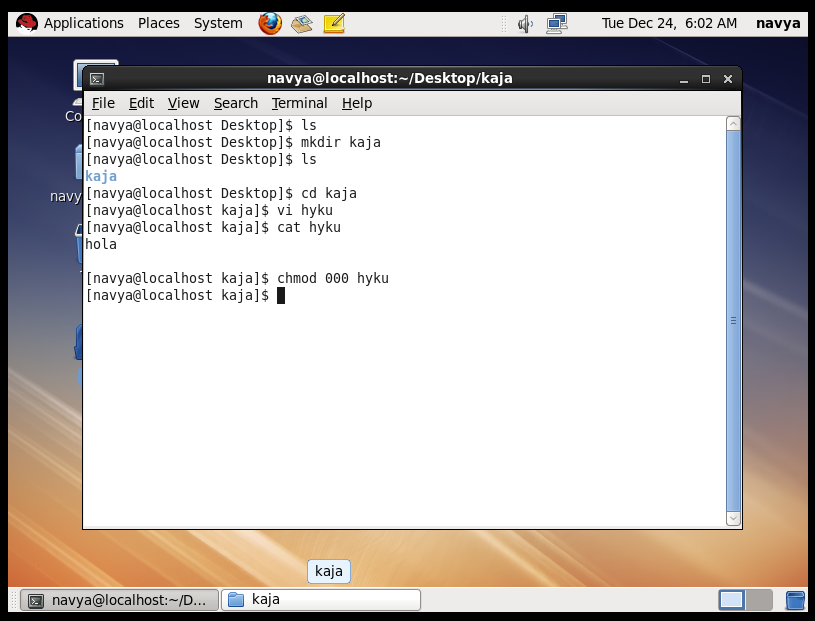 Applications Places System
Tue Dec 24, 6:02 AM navya
navya@localhost:~/Desktop/kaja
File Edit View Search Terminal Help
[navya@localhost Desktop]$ ls
[navya@localhost Desktop]$ mkdir kaja
[navya@localhost Desktop]$ ls
kaja
[navya@localhost Desktop]$ cd kaja
[navya@localhost kaja]$ vi hyku
[navya@localhost kaja]$ cat hyku
hola
[navya@localhost kaja]$ chmod 000 hyku
[navya@localhost kaja]$
Co
navy
kaja
navya@localhost:~/D...
kaja